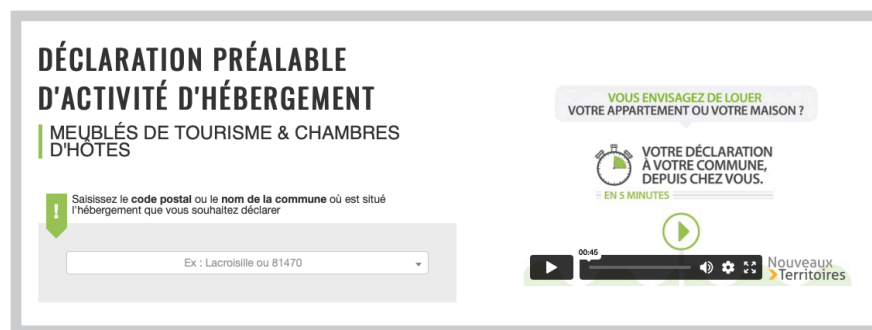 DÉCLARATION PRÉALABLE
D'ACTIVITÉ D'HÉBERGEMENT
MEUBLÉS DE TOURISME & CHAMBRES
D'HÔTES
!
Saisissez le code postal ou le nom de la commune où est situé
l'hébergement que vous souhaitez déclarer
Ex : Lacroisille ou 81470
VOUS ENVISAGEZ DE LOUER
VOTRE APPARTEMENT OU VOTRE MAISON ?
VOTRE DÉCLARATION
À VOTRE COMMUNE,
DEPUIS CHEZ VOUS.
EN 5 MINUTES
00:45
Nouveaux
Territoires